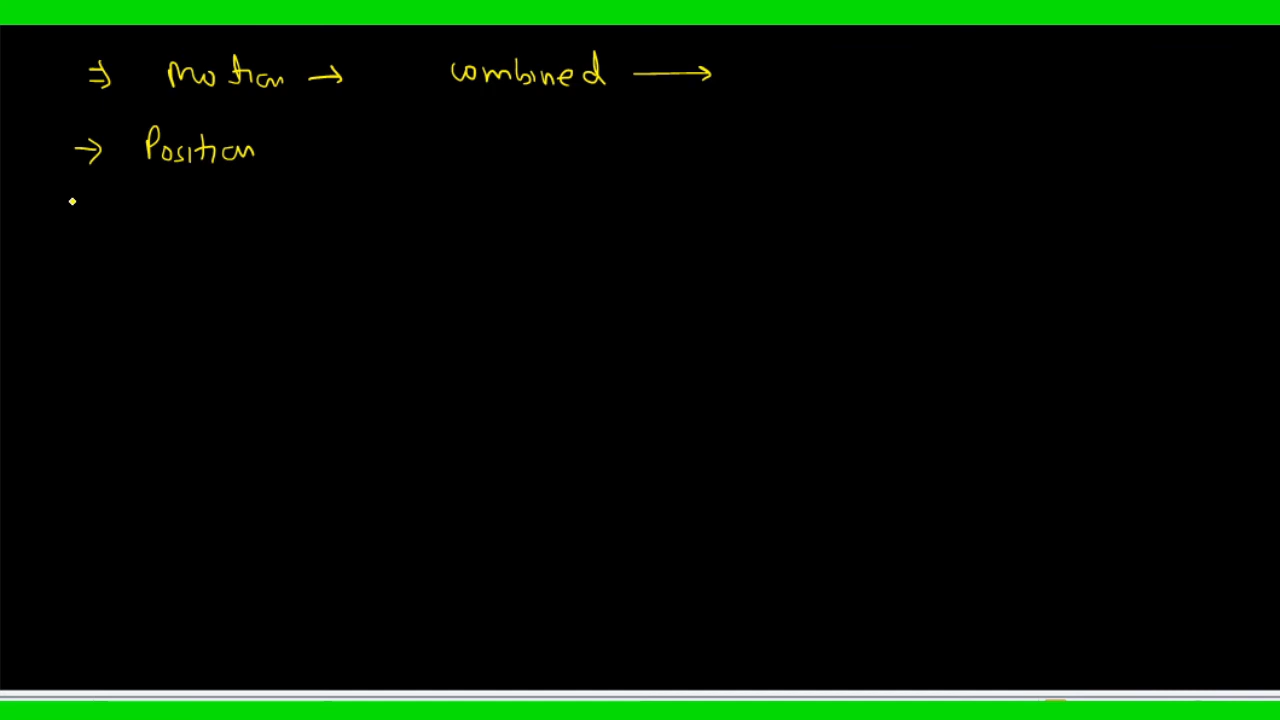 ⇒ Motion → combined →
→ Position